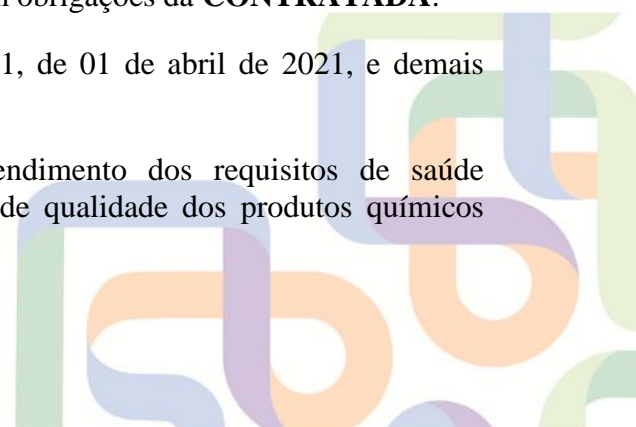 obrigações da CONTRATADA.
1, de 01 de abril de 2021, e demais
endimento dos requisitos de saúde
de qualidade dos produtos químicos